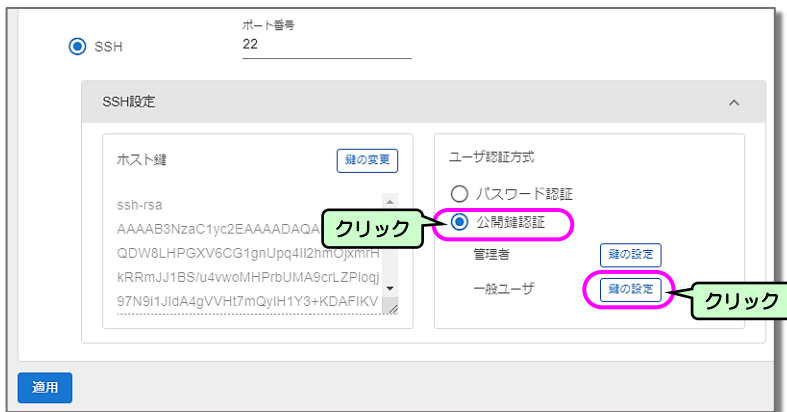 ポート番号
SSH
22
SSH設定
ホスト鍵
鍵の変更
ssh-rsa
AAAAB3NzaC1yc2EAAAADAQA
QDW8LHPGXV6CG1gnUpq4II2hmOjxmrH
kRRmJJ1BS/u4vwoMHPrbUMA9crLZPloqj
97N9i1JIdA4gVVHt7mQylH1Y3+KDAFIKV
ユーザ認証方式
パスワード認証
公開鍵認証
クリック
管理者
鍵の設定
一般ユーザ
鍵の設定
クリック
適用